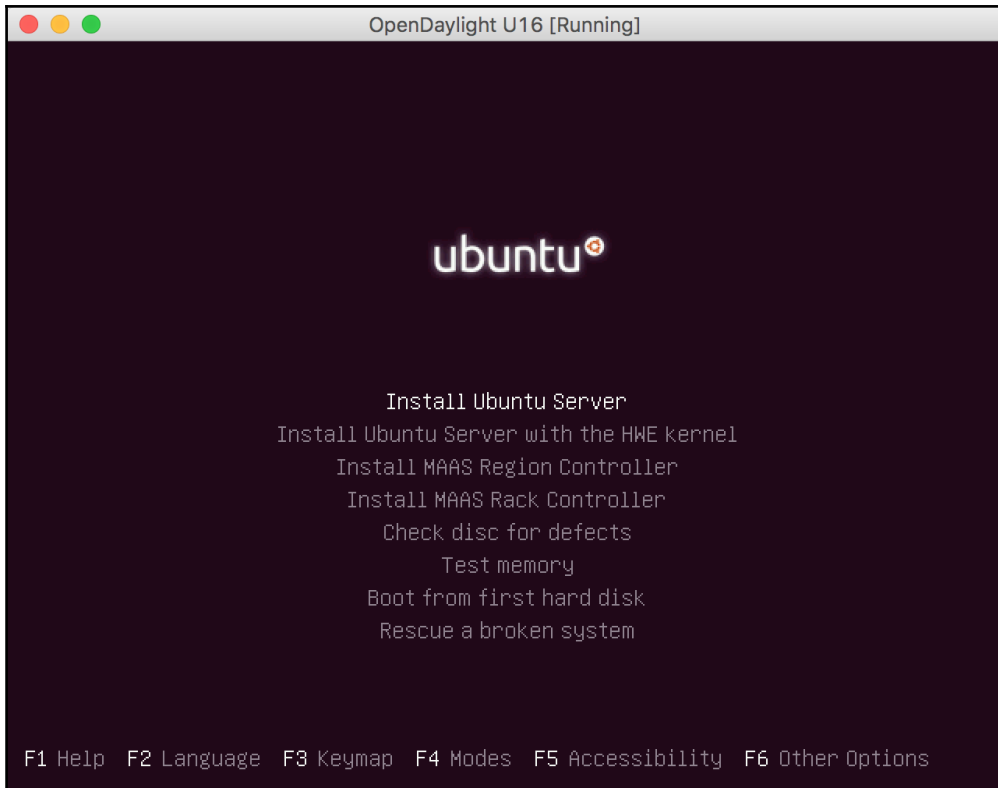 OpenDaylight U16 [Running]
ubuntu
Install Ubuntu Server
Install Ubuntu Server with the HWE kernel
Install MAAS Region Controller
Install MAAS Rack Controller
Check disc for defects
Test memory
Boot from first hard disk
Rescue a broken system
F1 Help F2 Language F3 Keymap F4 Modes F5 Accessibility F6 Other Options